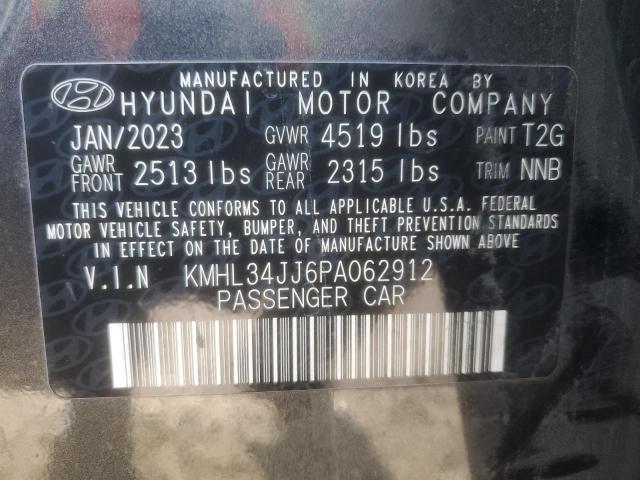 MANUFACTURED IN KOREA BY
HYUNDAI MOTOR COMPANY
JAN/2023 GVWR 4519 lbs PAINT T2G
GAWR FRONT 2513 lbs GAWR REAR 2315 lbs TRIM NNB
THIS VEHICLE CONFORMS TO ALL APPLICABLE U.S.A. FEDERAL
MOTOR VEHICLE SAFETY, BUMPER, AND THEFT PREVENTION STANDARDS
IN EFFECT ON THE DATE OF MANUFACTURE SHOWN ABOVE.
V.I.N KMHL34JJ6PA062912
PASSENGER CAR